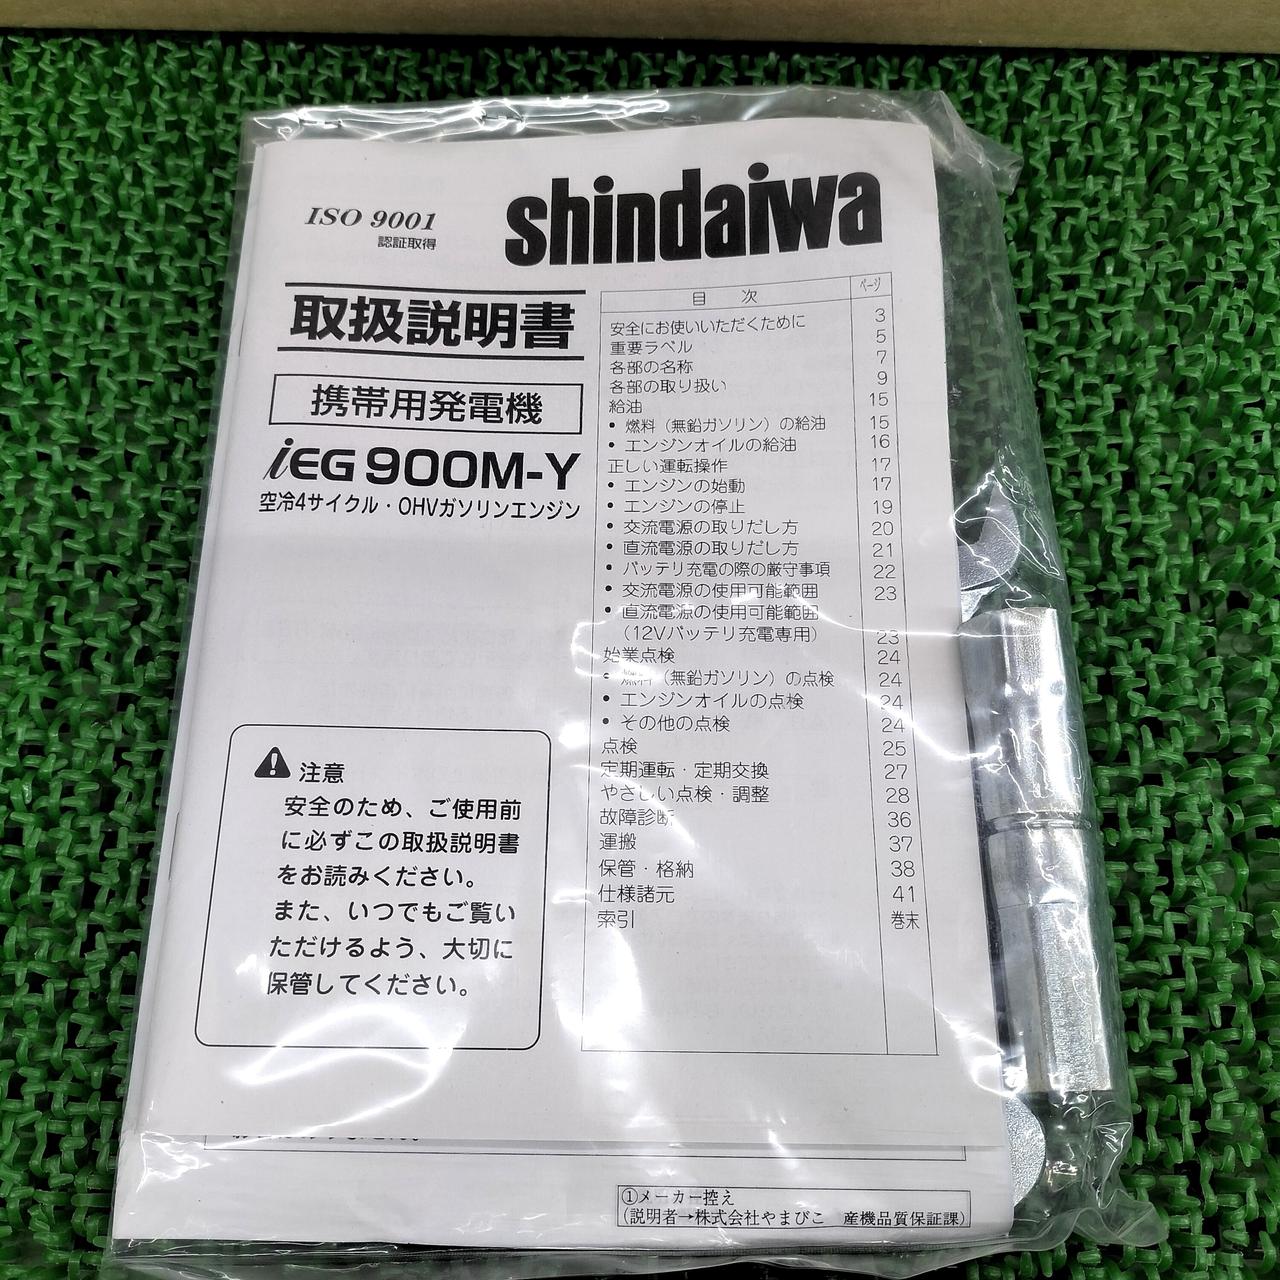 ISO 9001
認証取得
shindaiwa
取扱説明書
携帯用発電機
iEG900M-Y
空冷4サイクル・OHVガソリンエンジン
注意
安全のため、ご使用前
に必ずこの取扱説明書
をお読みください。
また、いつでもご覧い
ただけるよう、大切に
保管してください。
目次 ページ
安全にお使いいただくために 3
重要ラベル 5
各部の名称 7
各部の取り扱い 9
給油 15
• 燃料（無鉛ガソリン）の給油 15
• エンジンオイルの給油 16
正しい運転操作 17
• エンジンの始動 17
• エンジンの停止 19
• 交流電源の取りだし方 20
• 直流電源の取りだし方 21
• バッテリ充電の際の厳守事項 22
• 交流電源の使用可能範囲 23
• 直流電源の使用可能範囲
（12Vバッテリ充電専用） 23
始業点検 24
• 燃料（無鉛ガソリン）の点検 24
• エンジンオイルの点検 24
• その他の点検 24
点検 25
定期運転・定期交換 27
やさしい点検・調整 28
故障診断 36
運搬 37
保管・格納 38
仕様諸元 41
索引 巻末
①メーカー控え
（説明者→株式会社やまびこ 産機品質保証課）